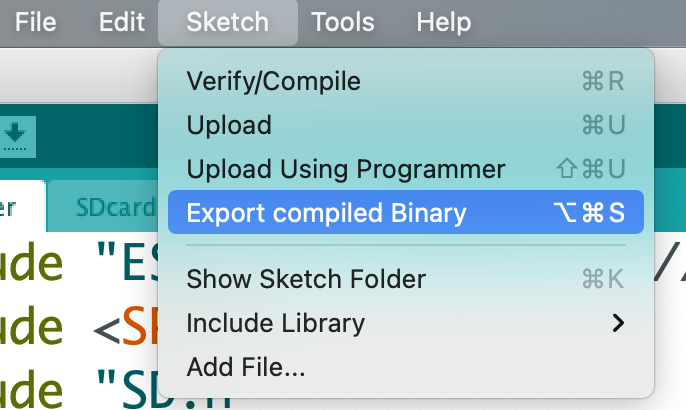 File Edit Sketch Tools Help
Verify/Compile ⌘R
Upload ⌘U
Upload Using Programmer ⇧⌘U
er SDcard
Export compiled Binary ⌥⌘S
ude "ES //
Show Sketch Folder ⌘K
ude <SP
Include Library
Add File...
ude "SD.h